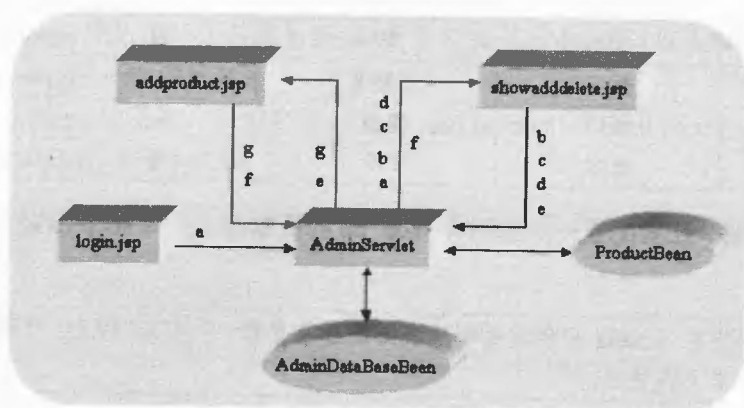 addproduct.jsp
showadddelete.jsp
g
f
g
e
d
c
b
a
f
b
c
d
e
login.jsp
a
AdminServlet
ProductBean
AdminDataBaseBean